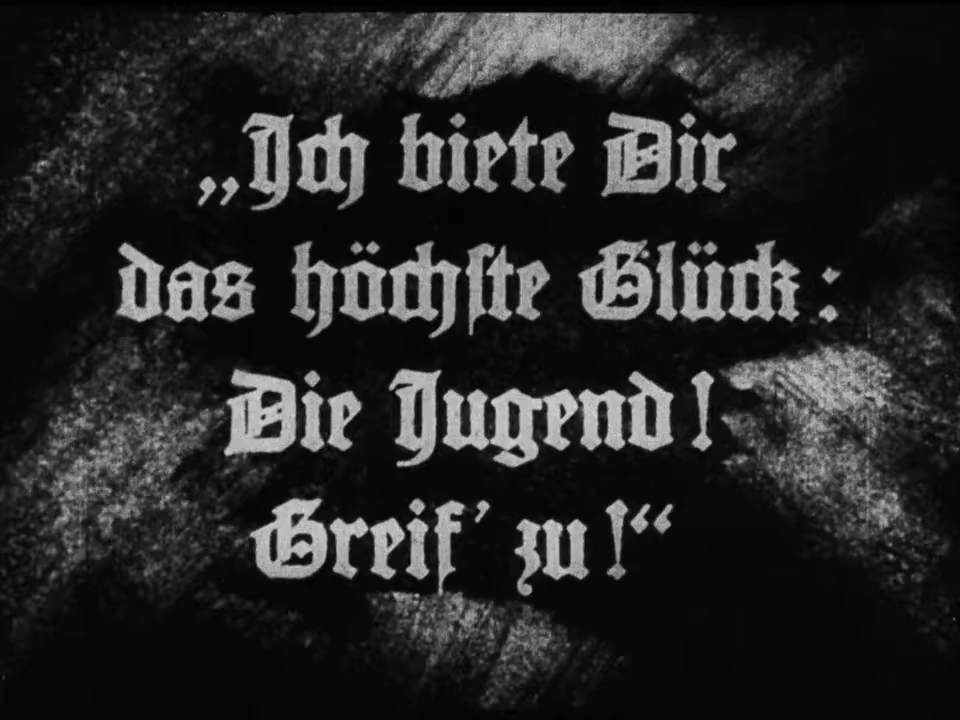 „Ich biete Dir
das höchste Glück:
Die Jugend!
Greif’ zu!“